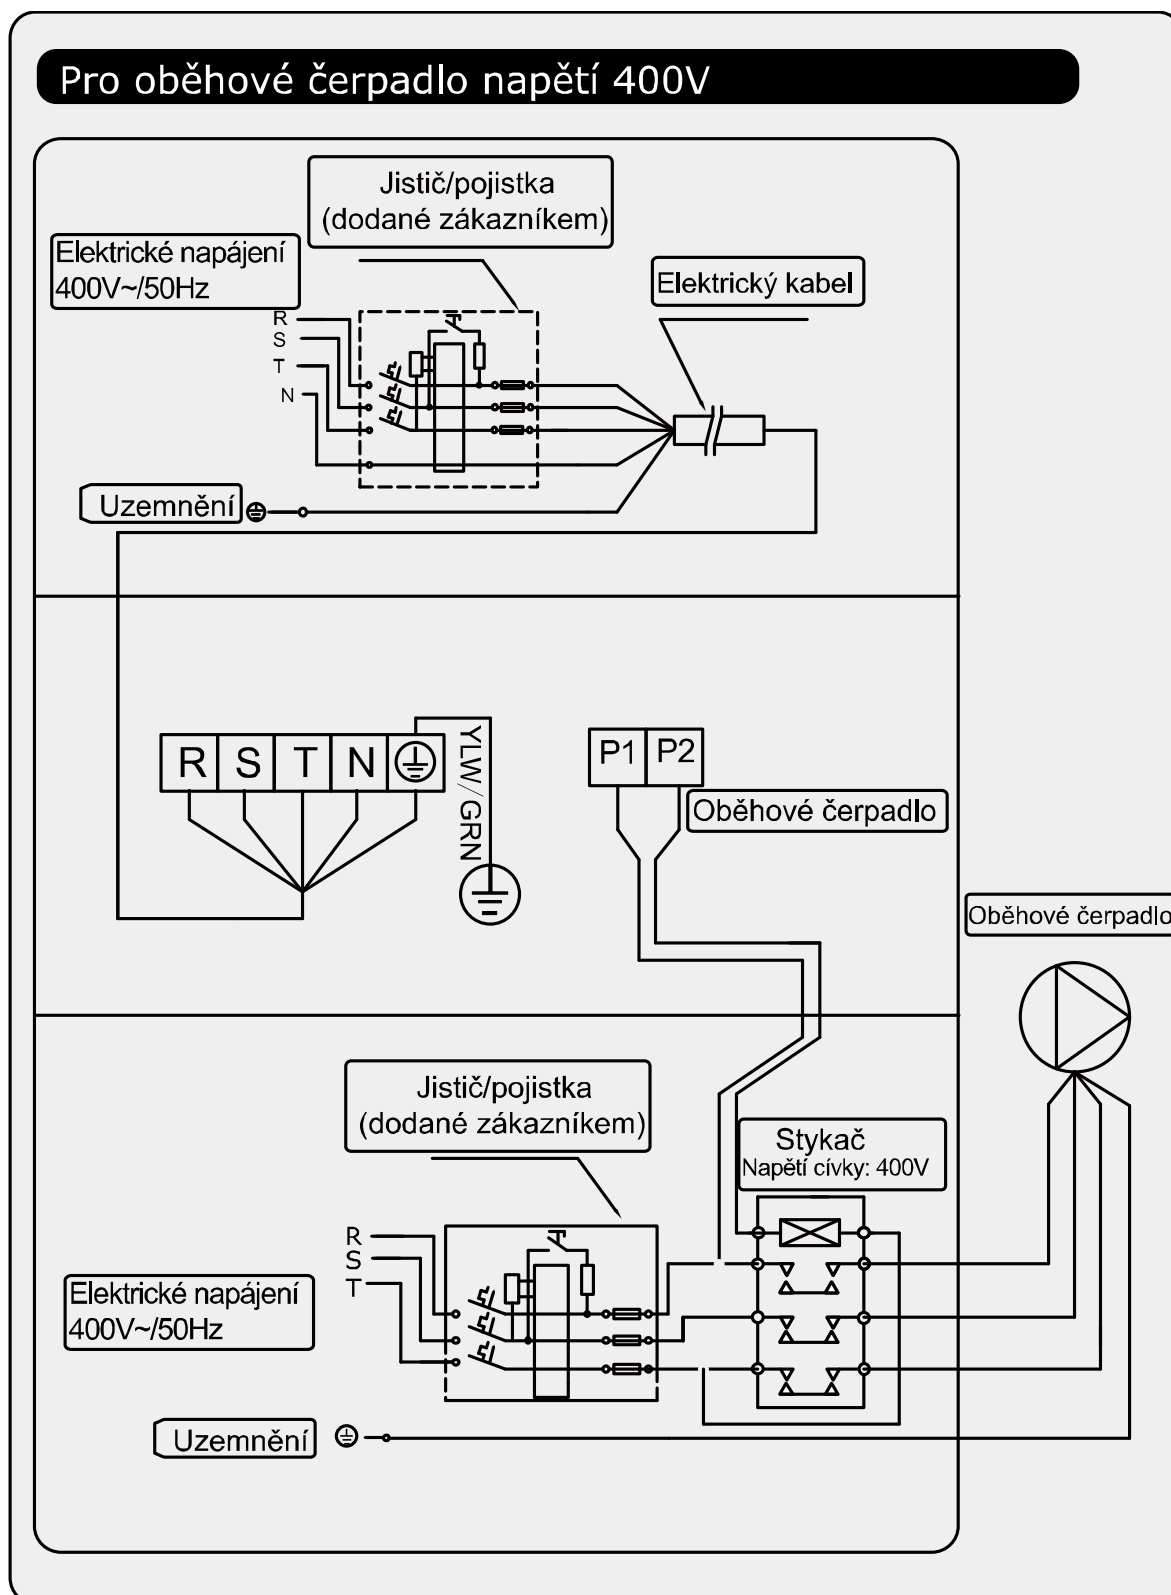 Pro oběhové čerpadlo napětí 400V
Jistič/pojistka
(dodané zákazníkem)
Elektrické napájení
400V~/50Hz
Elektrický kabel
R
S
T
N
Uzemnění
R S T N
YLW/GRN
P1 P2
Oběhové čerpadlo
Oběhové čerpadlo
Jistič/pojistka
(dodané zákazníkem)
Stykač
Napětí cívky: 400V
R
S
T
Elektrické napájení
400V~/50Hz
Uzemnění